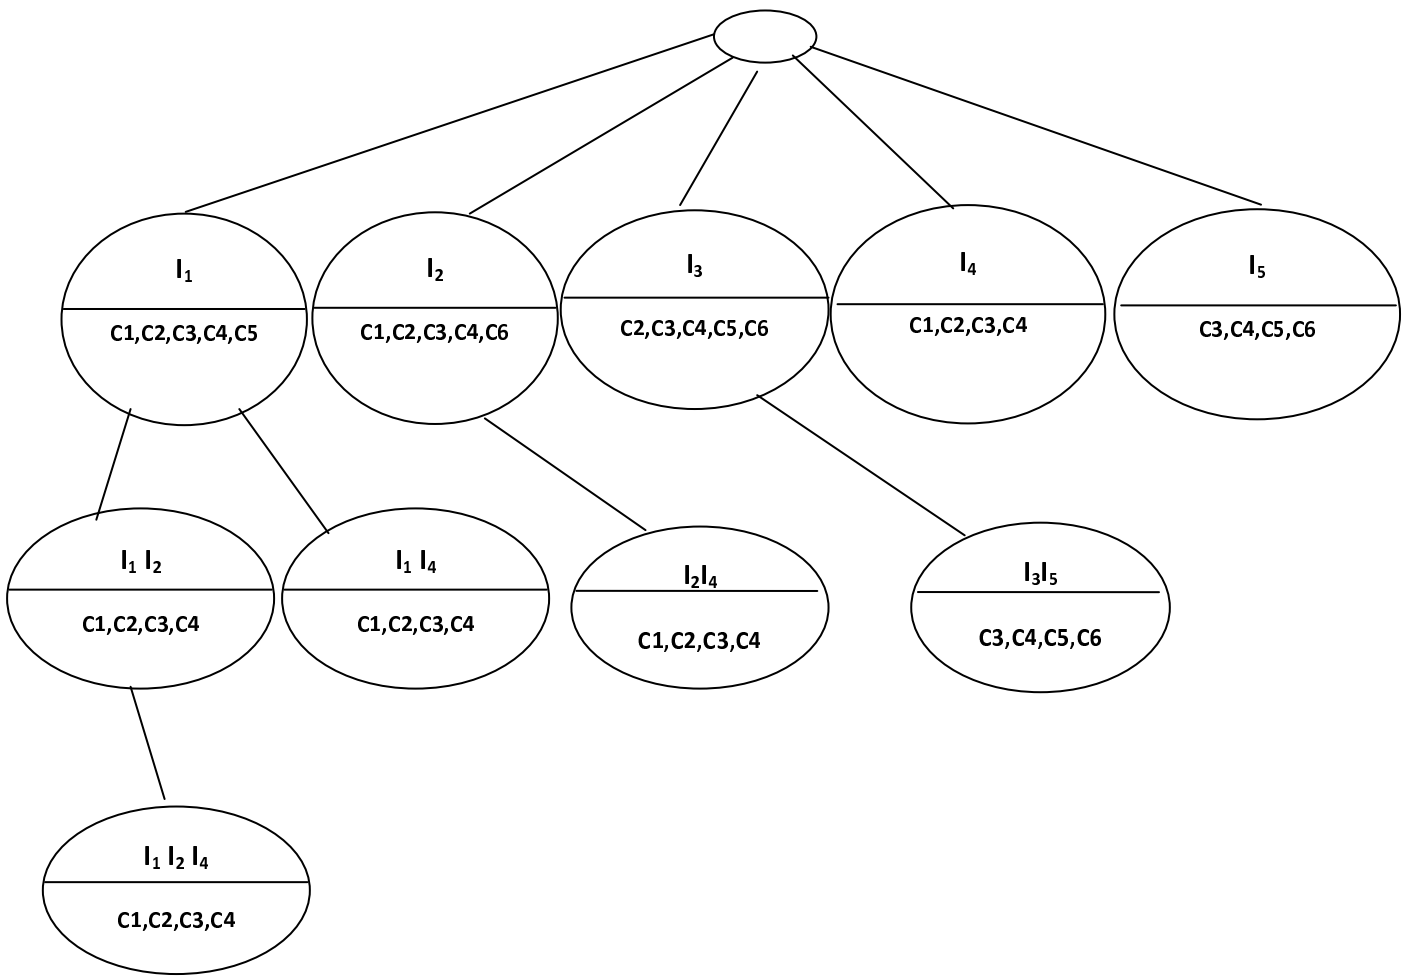 I₁
C1,C2,C3,C4,C5
I₂
C1,C2,C3,C4,C6
I₃
C2,C3,C4,C5,C6
I₄
C1,C2,C3,C4
I₅
C3,C4,C5,C6
I₁ I₂
C1,C2,C3,C4
I₁ I₄
C1,C2,C3,C4
I₂I₄
C1,C2,C3,C4
I₃I₅
C3,C4,C5,C6
I₁ I₂ I₄
C1,C2,C3,C4